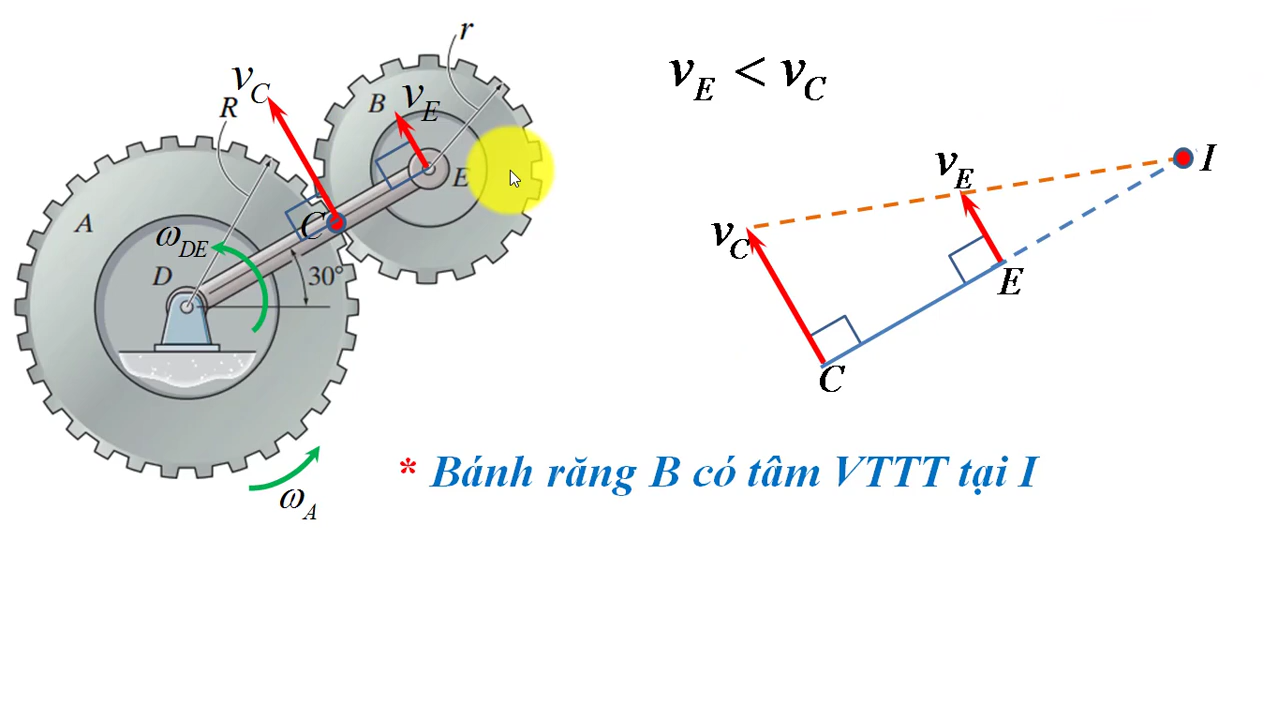 r
v_C
R
B
v_E
E
A
C
ω_DE
D
30°
ω_A
v_E < v_C
v_E
I
v_C
E
C
* Bánh răng B có tâm VTTT tại I